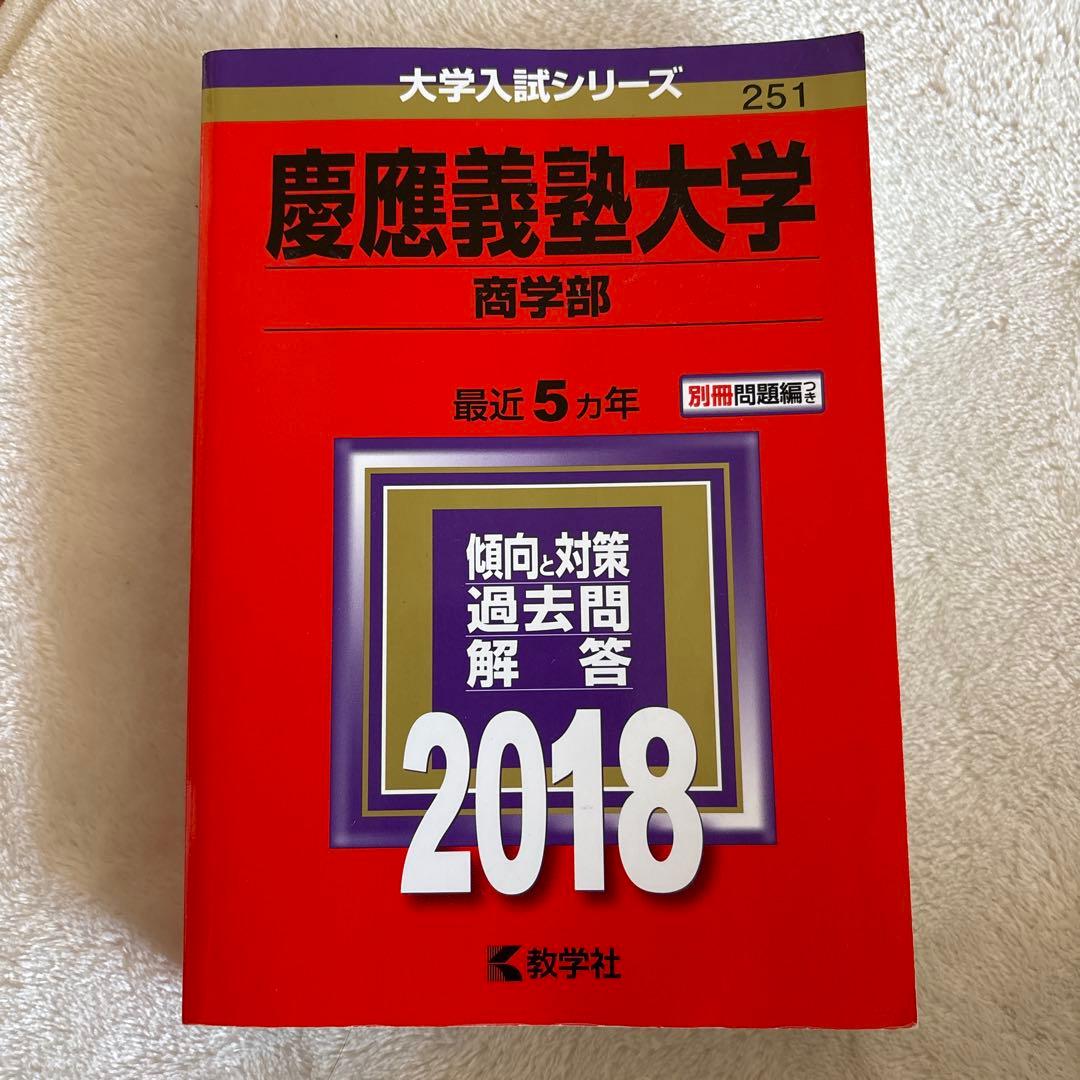 大学入試シリーズ
251
慶應義塾大学
商学部
最近5ヵ年
別冊問題編つき
傾向と対策
過去問
解答
2018
教学社